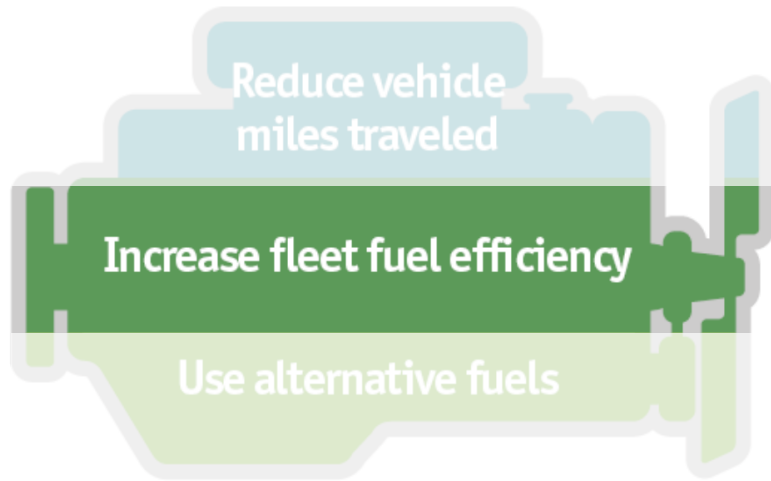 Reduce vehicle
miles traveled
Increase fleet fuel efficiency
Use alternative fuels